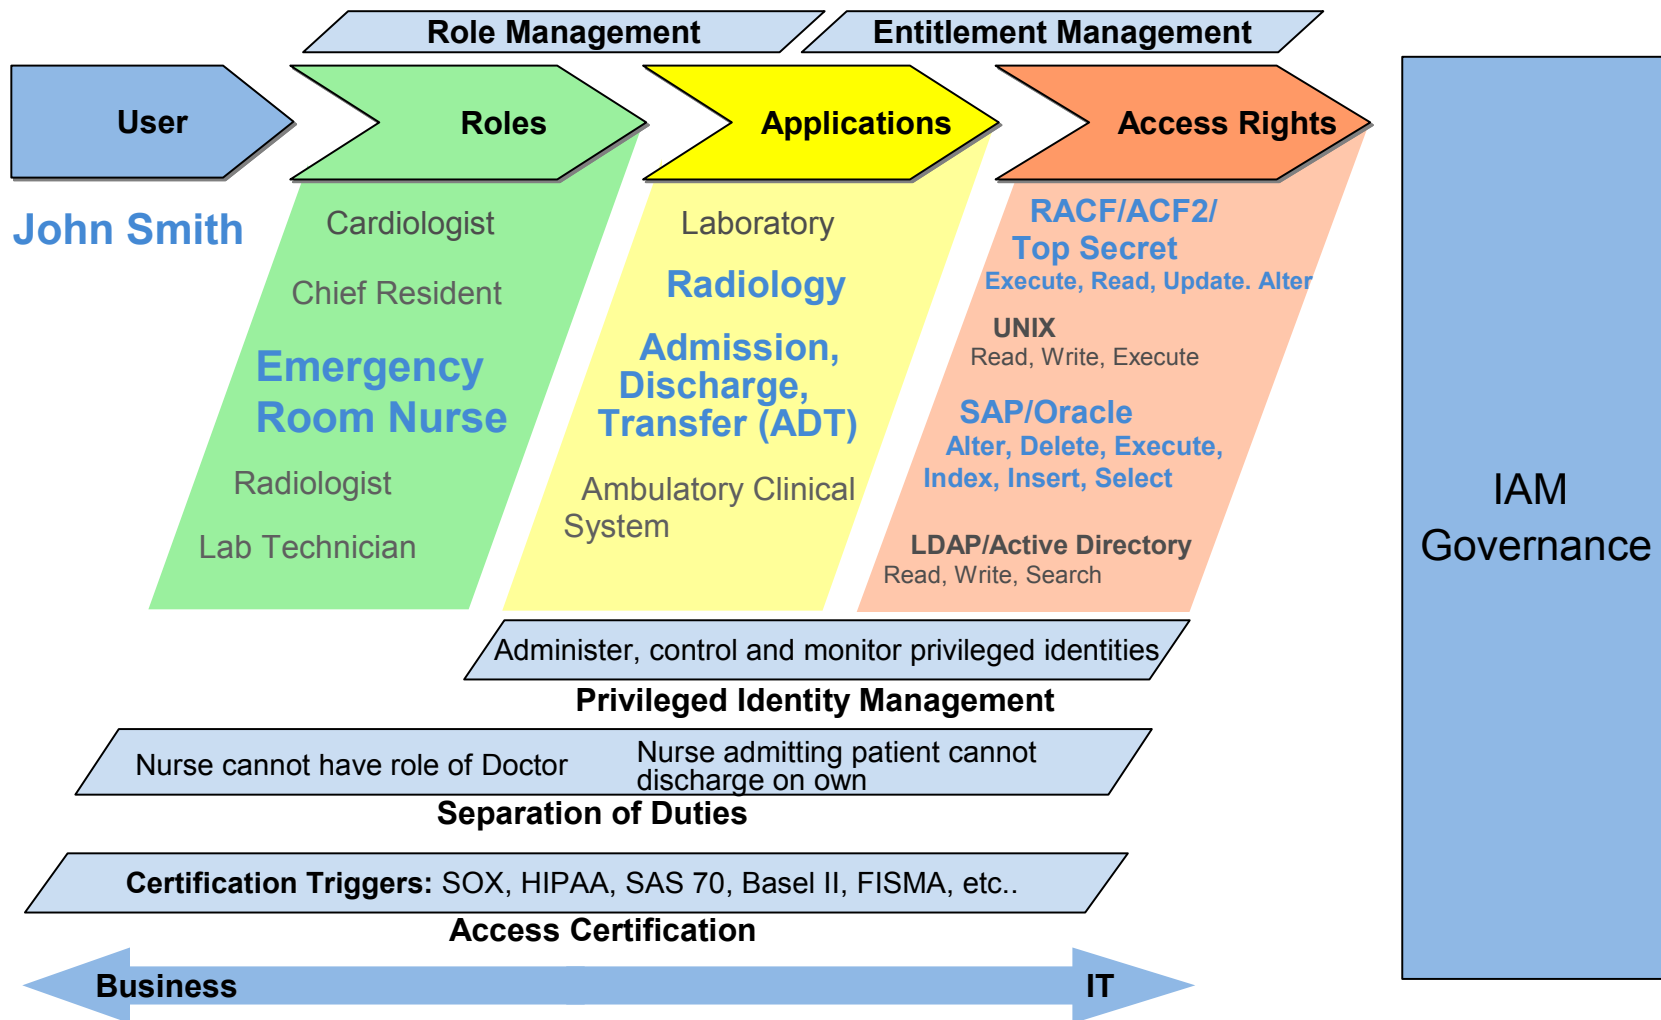 Role Management
Entitlement Management
User
Roles
Applications
Access Rights
John Smith
Cardiologist
Chief Resident
Emergency
Room Nurse
Radiologist
Lab Technician
Laboratory
Radiology
Admission,
Discharge,
Transfer (ADT)
Ambulatory Clinical
System
RACF/ACF2/
Top Secret
Execute, Read, Update. Alter
UNIX
Read, Write, Execute
SAP/Oracle
Alter, Delete, Execute,
Index, Insert, Select
LDAP/Active Directory
Read, Write, Search
IAM
Governance
Administer, control and monitor privileged identities
Privileged Identity Management
Nurse cannot have role of Doctor
Nurse admitting patient cannot
discharge on own
Separation of Duties
Certification Triggers: SOX, HIPAA, SAS 70, Basel II, FISMA, etc..
Access Certification
Business
IT